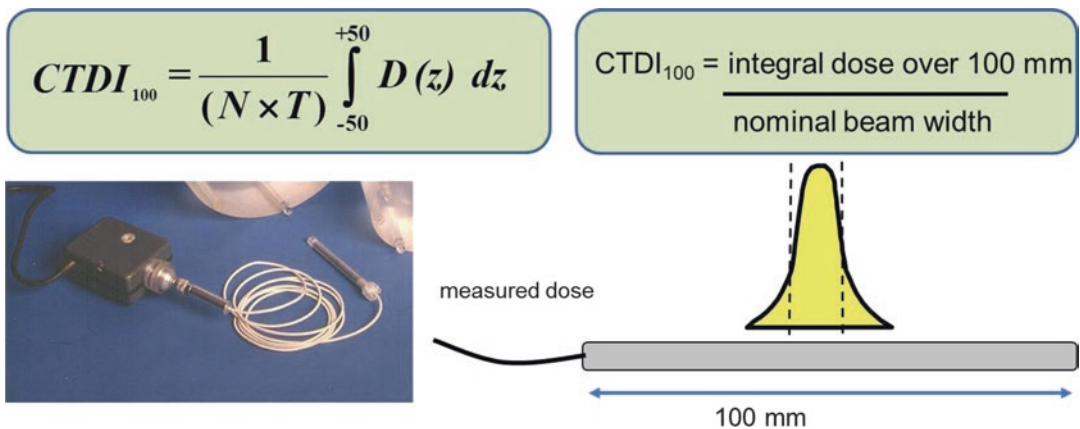 CTDI₁₀₀ = 1/(N × T) ∫₋₅₀⁺⁵⁰ D(z) dz
CTDI₁₀₀ = integral dose over 100 mm
nominal beam width
measured dose
100 mm